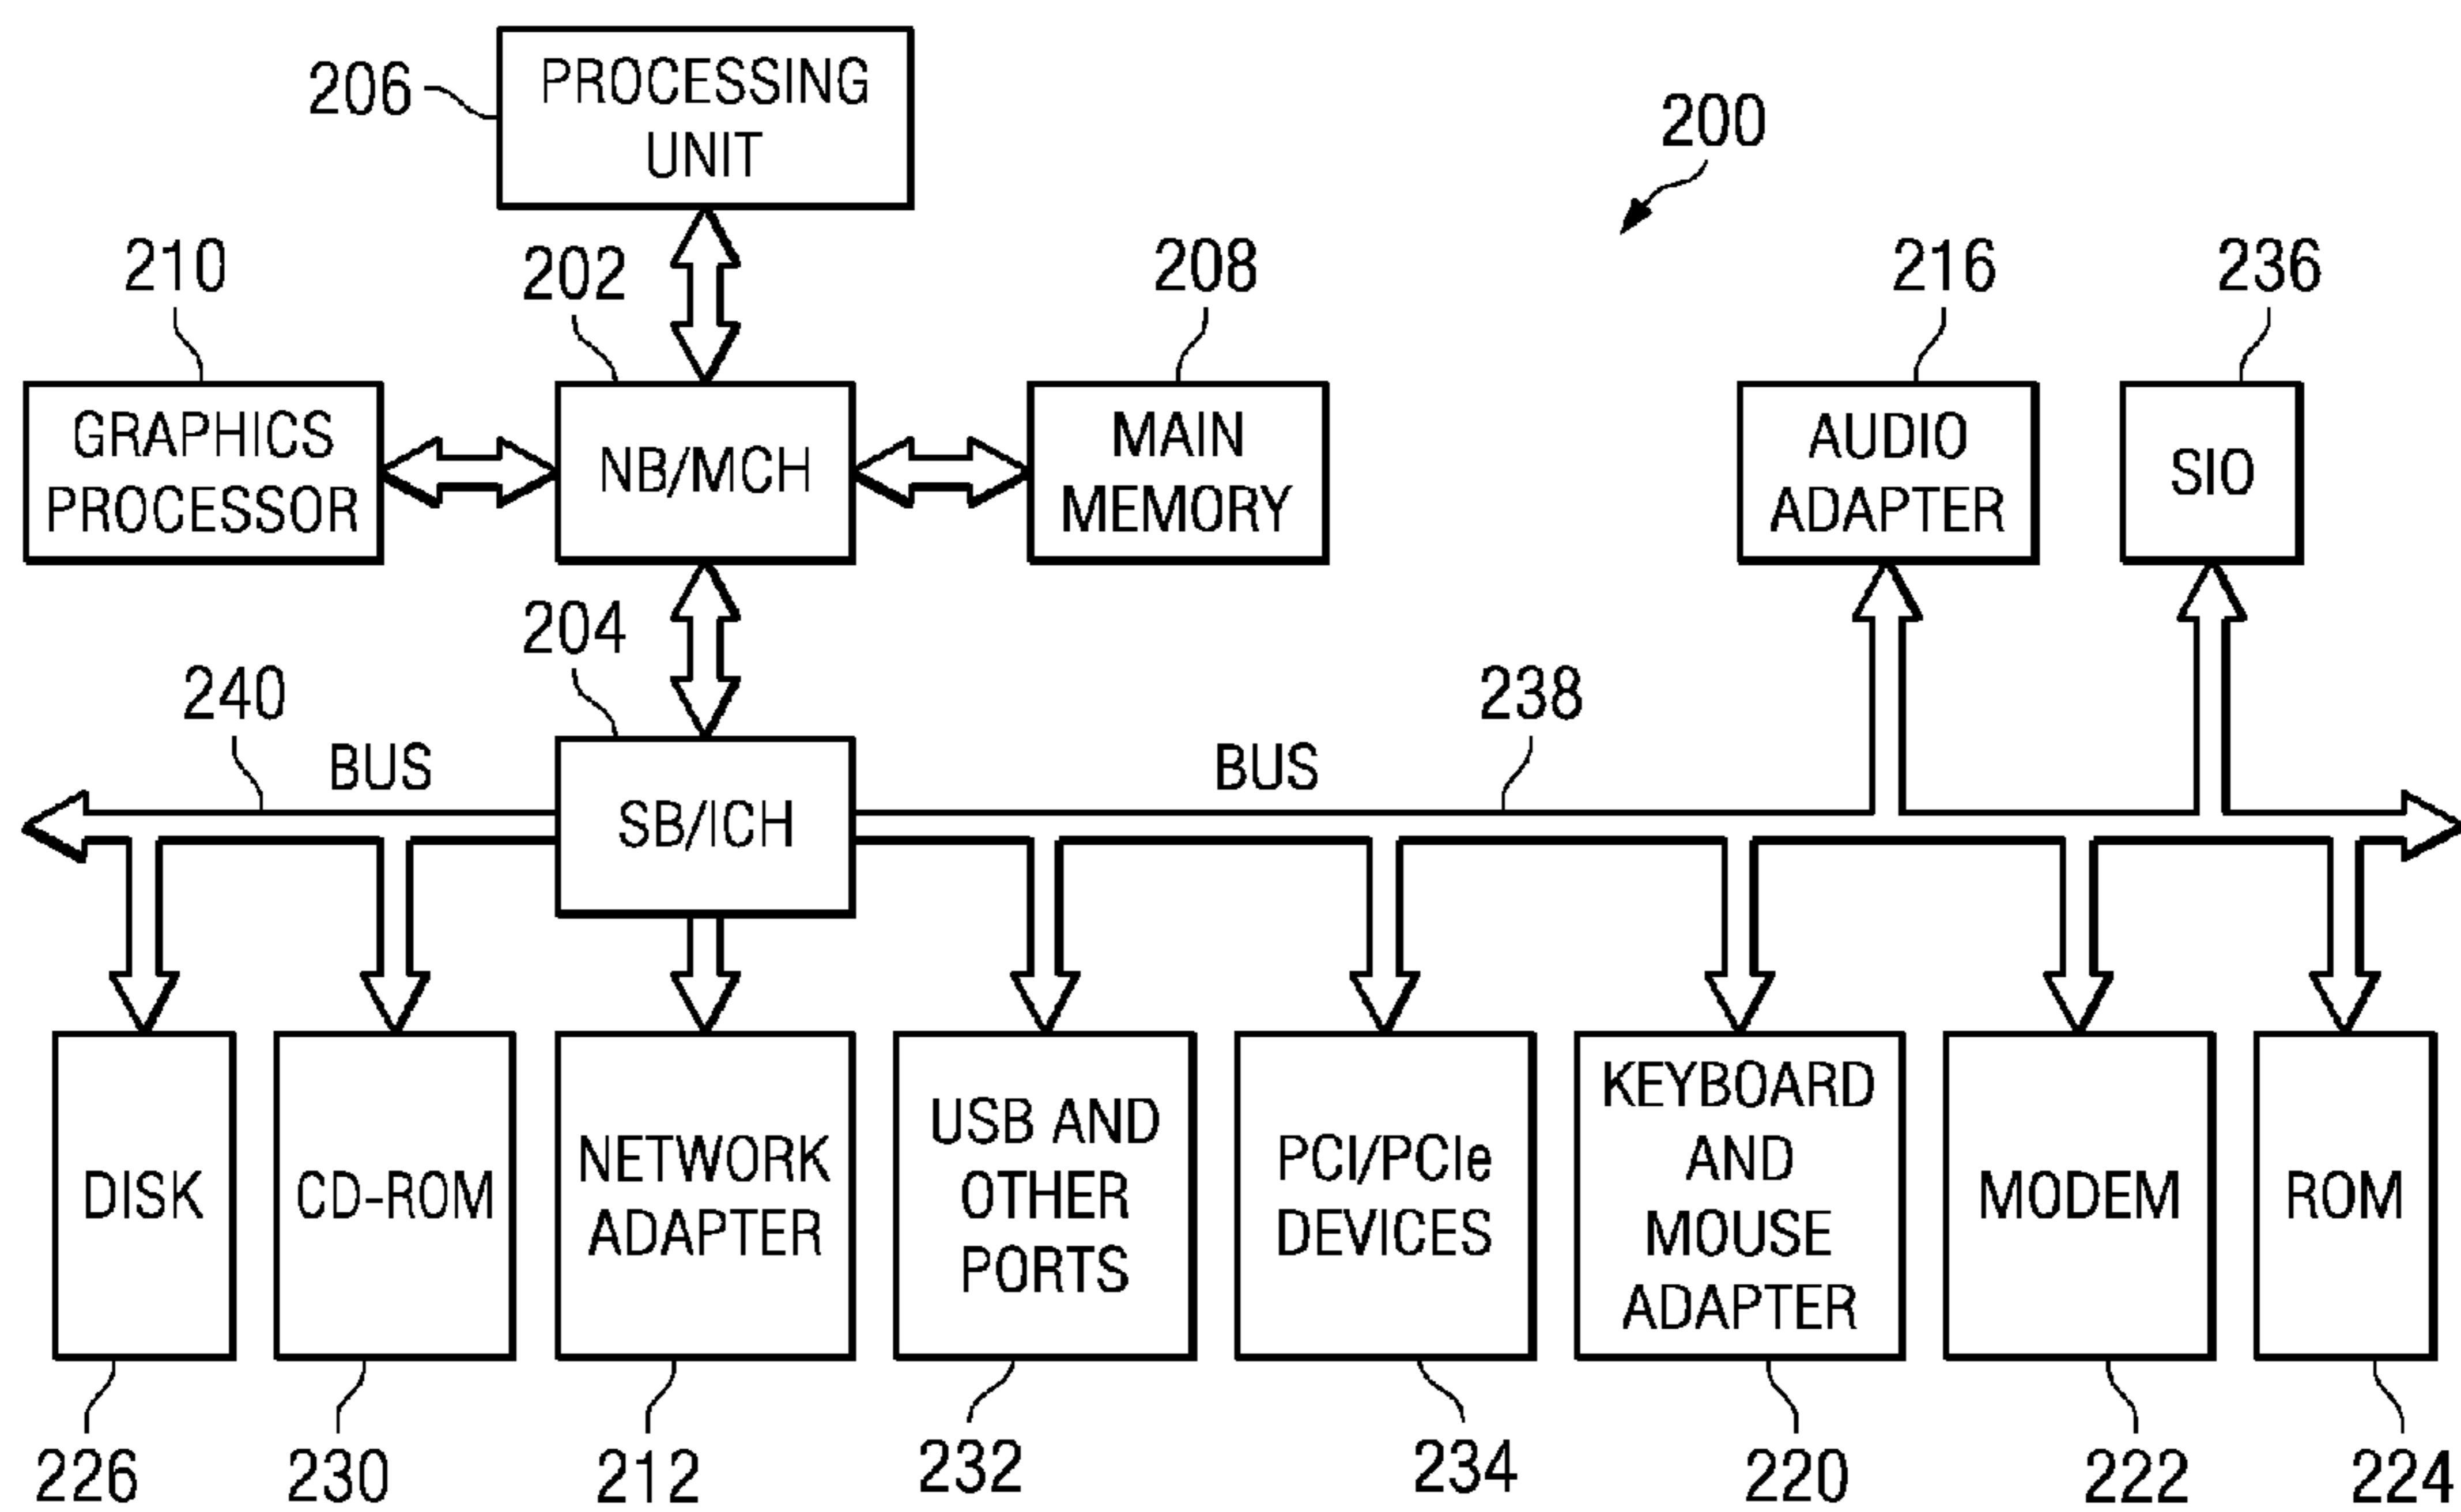 PROCESSING
UNIT
206
200
210
202
208
216
236
GRAPHICS
PROCESSOR
NB/MCH
MAIN
MEMORY
AUDIO
ADAPTER
SIO
204
240
238
BUS
BUS
SB/ICH
DISK
CD-ROM
NETWORK
ADAPTER
USB AND
OTHER
PORTS
PCI/PCIe
DEVICES
KEYBOARD
AND
MOUSE
ADAPTER
MODEM
ROM
226
230
212
232
234
220
222
224